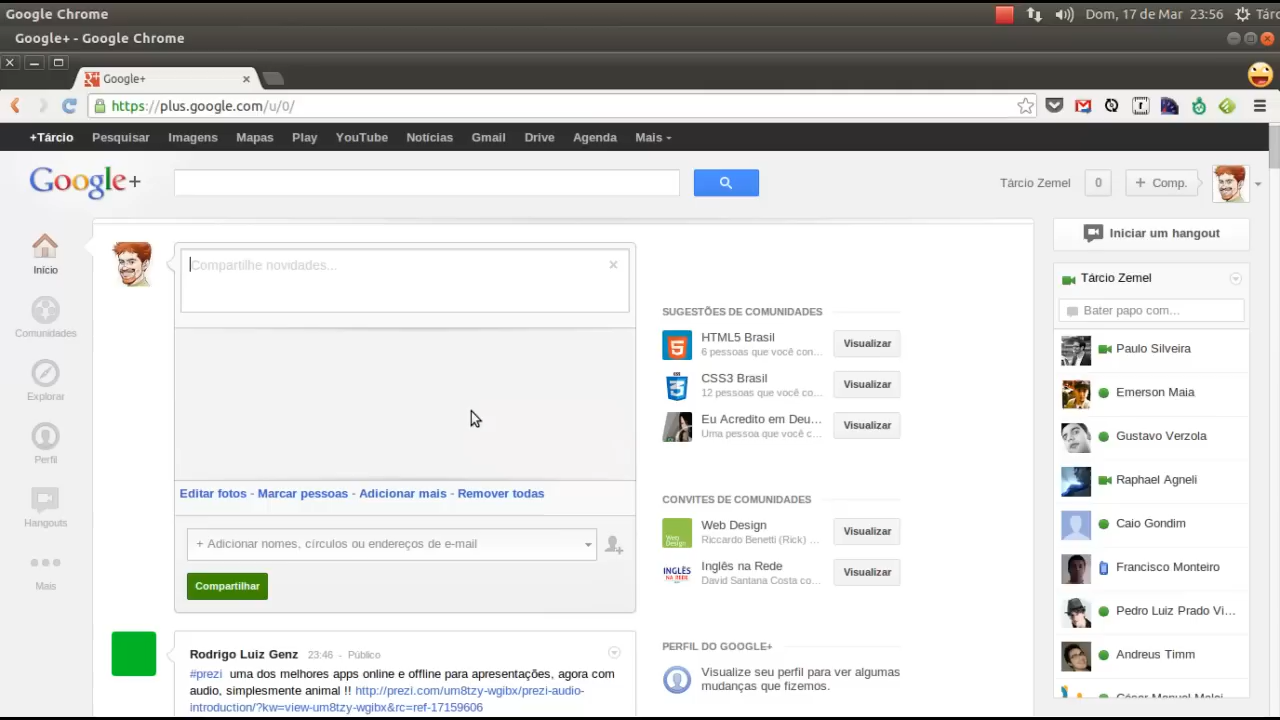 Google Chrome
Dom, 17 de Mar 23:56 Tárc
Google+ - Google Chrome
Google+
https://plus.google.com/u/0/
+Tárcio Pesquisar Imagens Mapas Play YouTube Notícias Gmail Drive Agenda Mais
Google+
Tárcio Zemel 0 + Comp.
Início
Comunidades
Explorar
Perfil
Hangouts
Mais
Compartilhe novidades...
Editar fotos - Marcar pessoas - Adicionar mais - Remover todas
+ Adicionar nomes, círculos ou endereços de e-mail
Compartilhar
Rodrigo Luiz Genz 23:46 - Público
#prezi uma dos melhores apps online e offline para apresentações, agora com
audio, simplesmente animal !! http://prezi.com/um8tzy-wgibx/prezi-audio-
introduction/?kw=view-um8tzy-wgibx&rc=ref-17159606
SUGESTÕES DE COMUNIDADES
HTML5 Brasil
6 pessoas que você con...
Visualizar
CSS3 Brasil
12 pessoas que você co...
Visualizar
Eu Acredito em Deu...
Uma pessoa que você c...
Visualizar
CONVITES DE COMUNIDADES
Web Design
Riccardo Benetti (Rick) ...
Visualizar
Web
Design
Inglês na Rede
David Santana Costa co...
Visualizar
INGLÊS
NA REDE
PERFIL DO GOOGLE+
Visualize seu perfil para ver algumas
mudanças que fizemos.
Iniciar um hangout
Tárcio Zemel
Bater papo com...
Paulo Silveira
Emerson Maia
Gustavo Verzola
Raphael Agneli
Caio Gondim
Francisco Monteiro
Pedro Luiz Prado Vi...
Andreus Timm